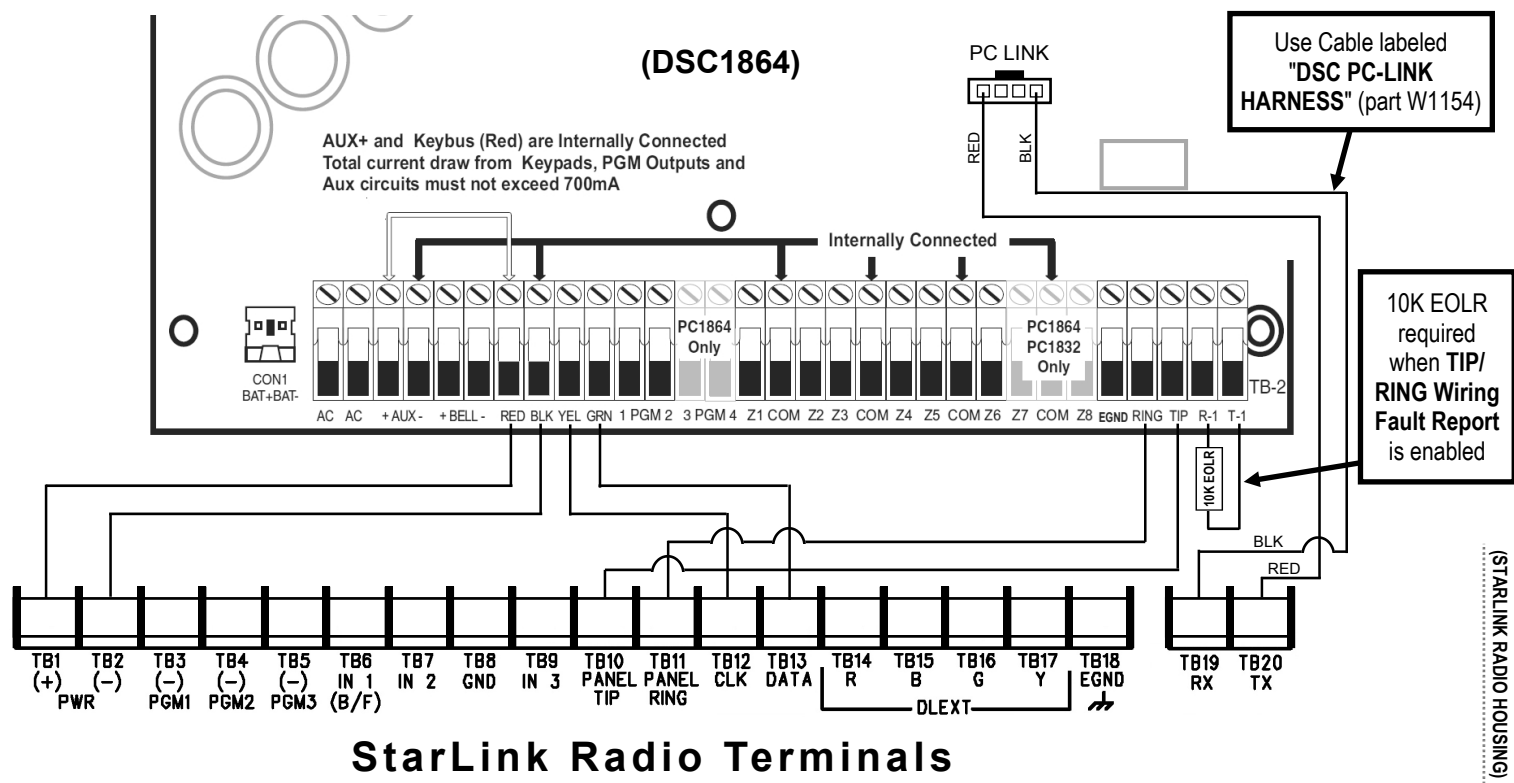 (DSC1864)
PC LINK
Use Cable labeled
"DSC PC-LINK
HARNESS" (part W1154)
AUX+ and Keybus (Red) are Internally Connected
Total current draw from Keypads, PGM Outputs and
Aux circuits must not exceed 700mA
RED
BLK
Internally Connected
10K EOLR
required
when TIP/
RING Wiring
Fault Report
is enabled
PC1864
Only
PC1864
PC1832
Only
CON1
BAT+BAT-
TB-2
AC AC + AUX - + BELL - RED BLK YEL GRN 1 PGM 2 3 PGM 4 Z1 COM Z2 Z3 COM Z4 Z5 COM Z6 Z7 COM Z8 EGND RING TIP R-1 T-1
10K EOLR
BLK
RED
(STARLINK RADIO HOUSING)
TB1 TB2 TB3 TB4 TB5 TB6 TB7 TB8 TB9 TB10 TB11 TB12 TB13 TB14 TB15 TB16 TB17 TB18 TB19 TB20
(+) (-) (-) (-) (-) IN 1 IN 2 GND IN 3 PANEL PANEL CLK DATA R B G Y EGND RX TX
PWR PGM1 PGM2 PGM3 (B/F) TIP RING DLEXT
StarLink Radio Terminals